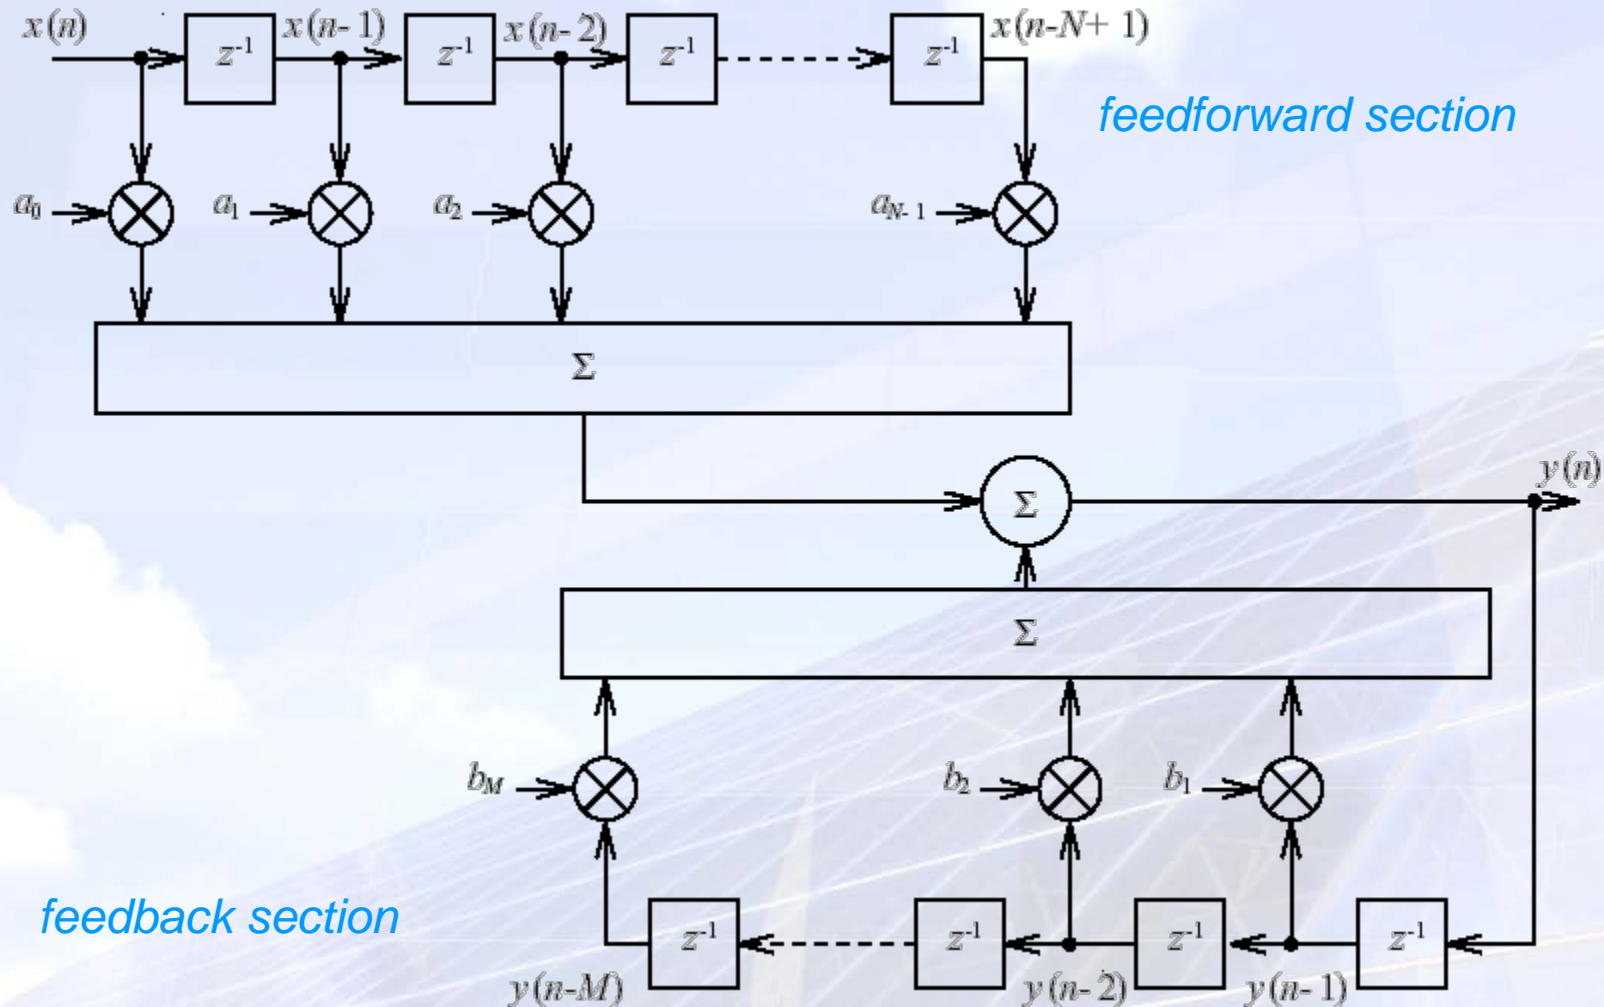 x(n) x(n-1) x(n-2) x(n-N+1)
z⁻¹ z⁻¹ z⁻¹ z⁻¹
feedforward section
a₀ a₁ a₂ a_{N-1}
Σ
y(n)
Σ
Σ
b_M b₂ b₁
feedback section
z⁻¹ z⁻¹ z⁻¹ z⁻¹
y(n-M) y(n-2) y(n-1)